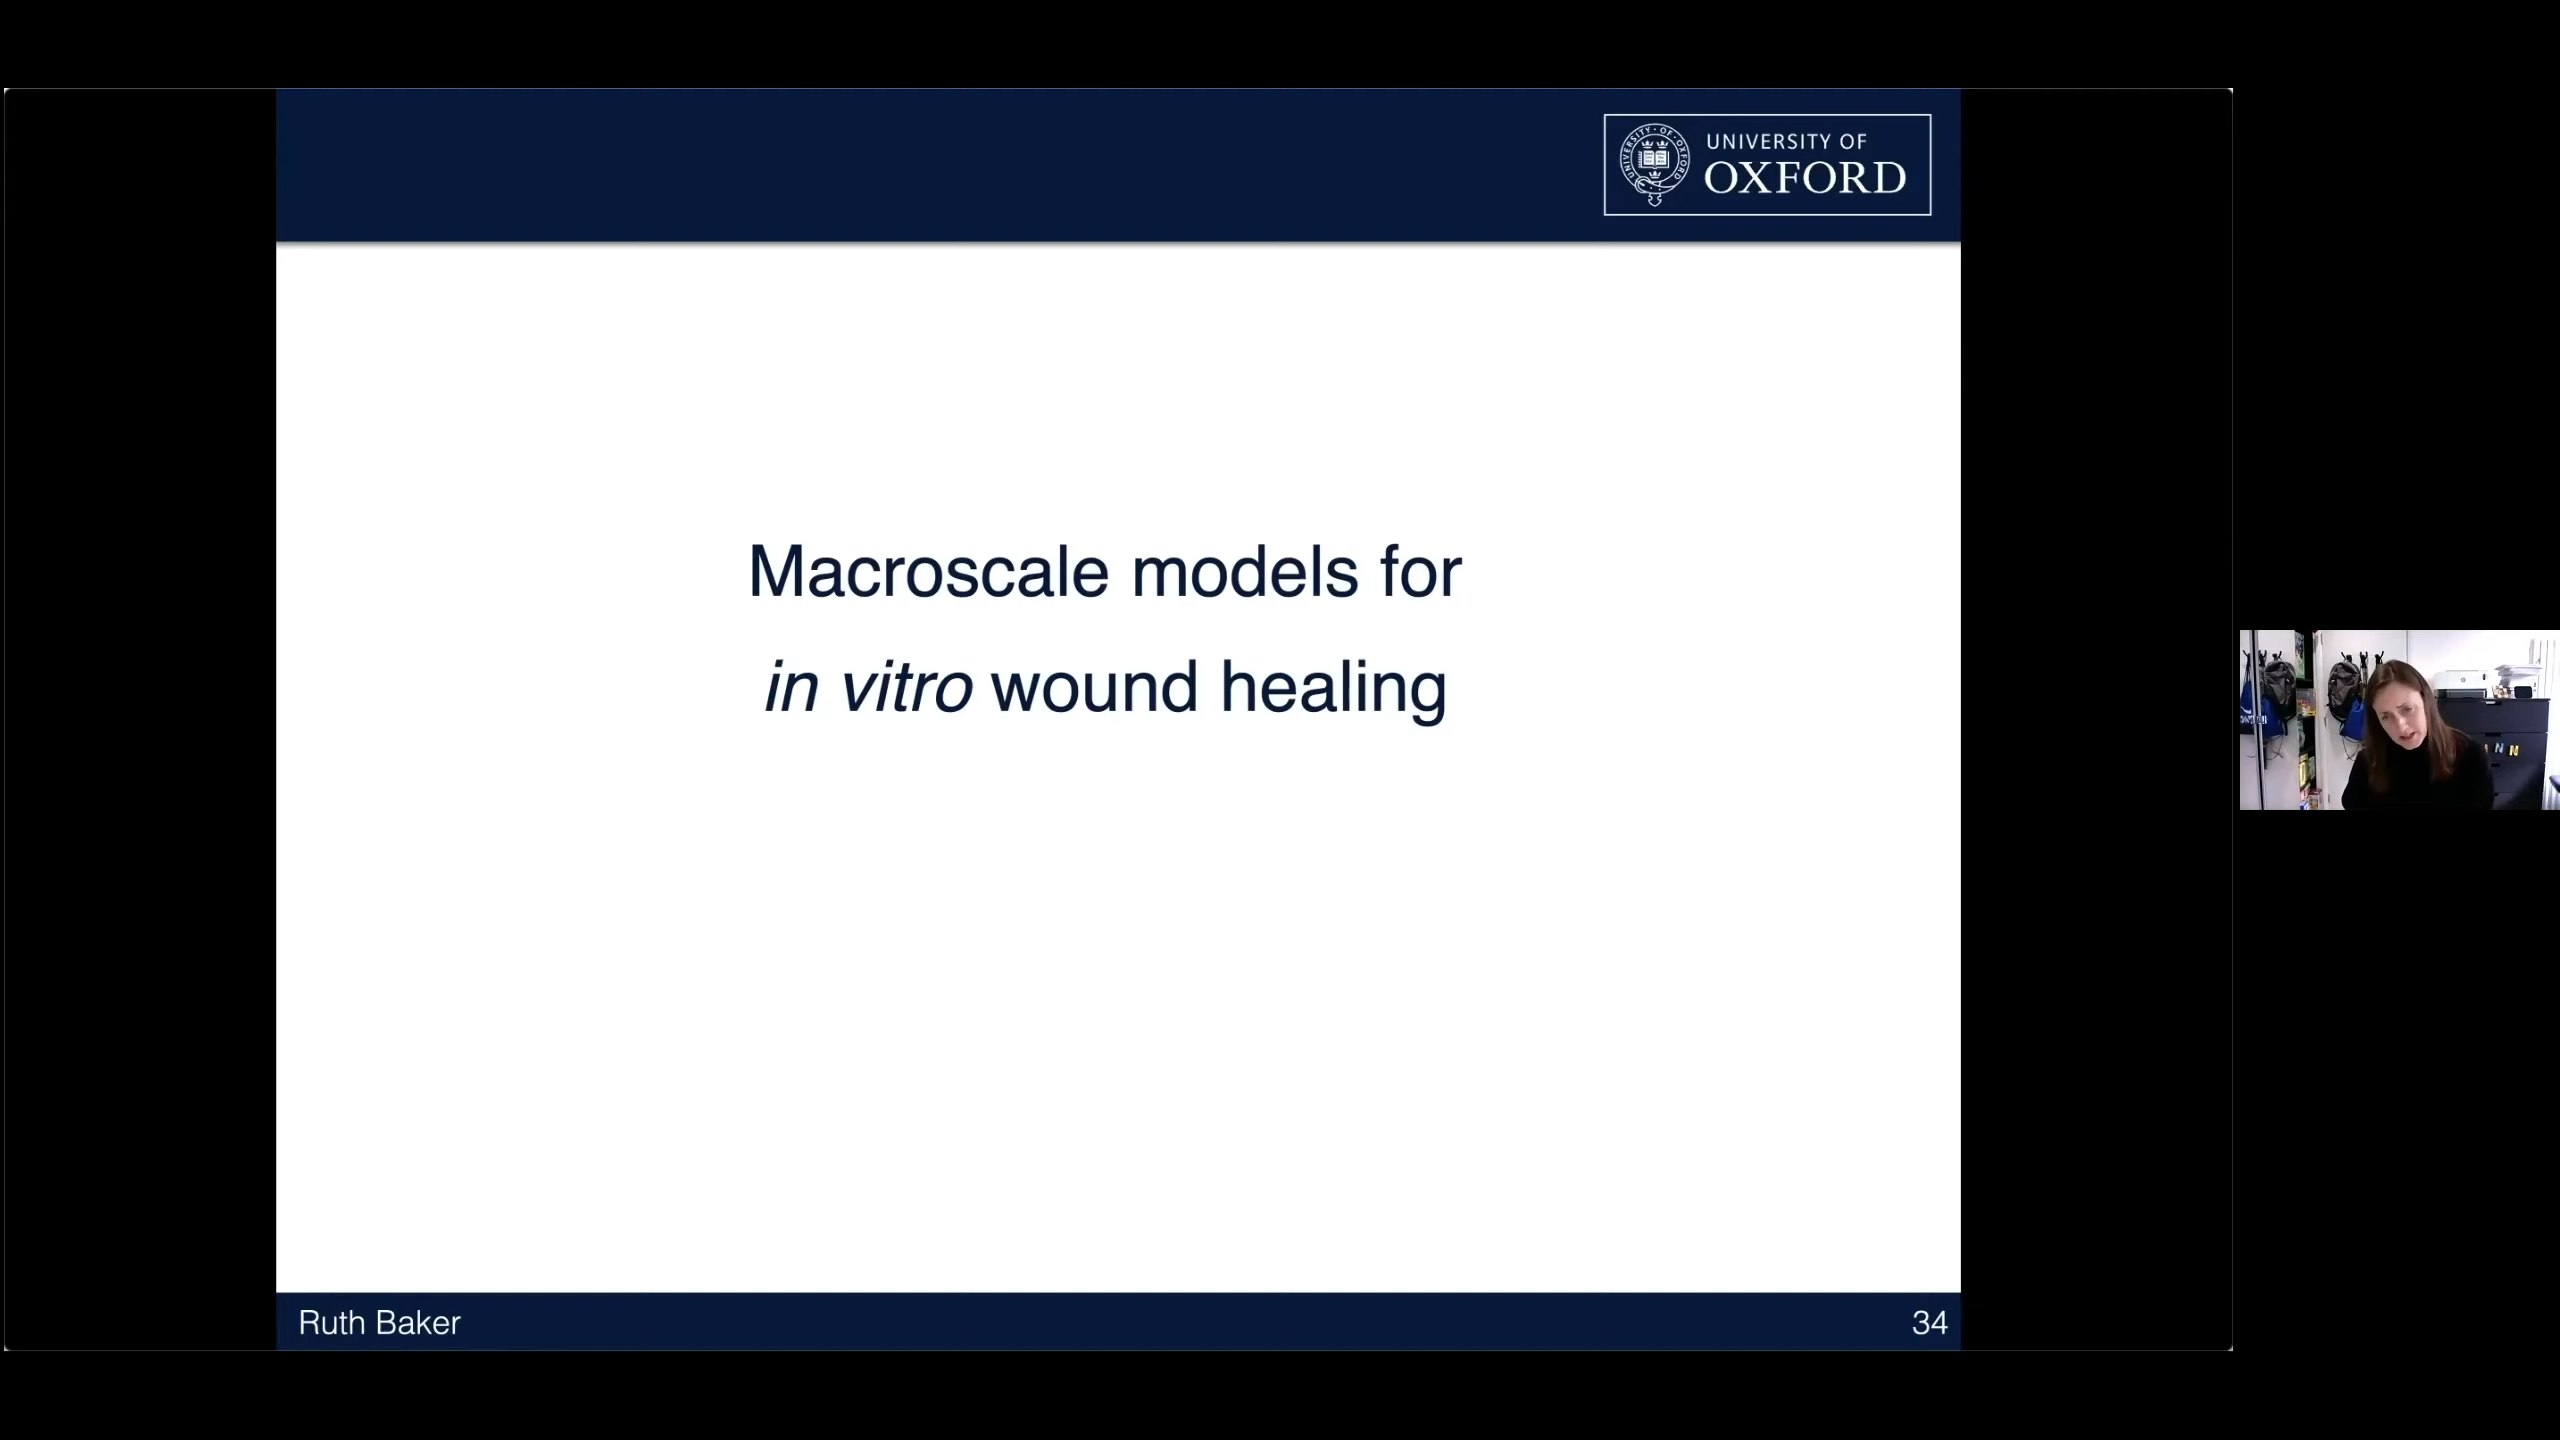 UNIVERSITY OF
OXFORD
Macroscale models for
in vitro wound healing
Ruth Baker
34